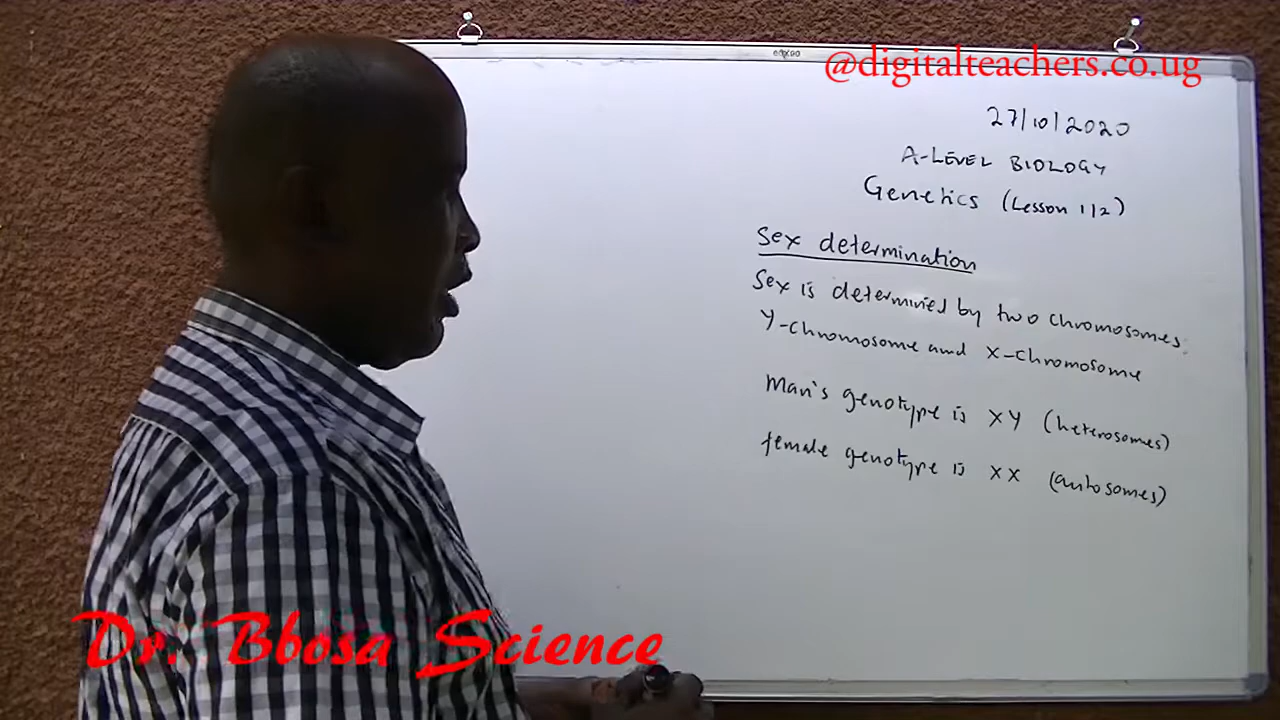 @digitalteachers.co.ug
27/10/2020
A-LEVEL BIOLOGY
Genetics (Lesson 1/2)
Sex determination
Sex is determined by two chromosomes.
Y-chromosome and X-chromosome
Man's genotype is XY (heterosomes)
female genotype is XX (autosomes)
Dr. Bbosa Science